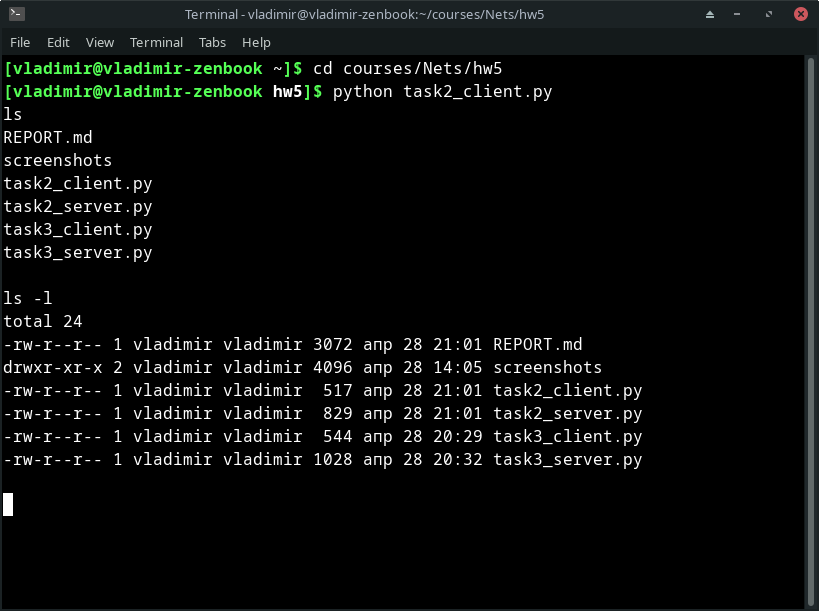 Terminal - vladimir@vladimir-zenbook:~/courses/Nets/hw5
File Edit View Terminal Tabs Help
[vladimir@vladimir-zenbook ~]$ cd courses/Nets/hw5
[vladimir@vladimir-zenbook hw5]$ python task2_client.py
ls
REPORT.md
screenshots
task2_client.py
task2_server.py
task3_client.py
task3_server.py
ls -l
total 24
-rw-r--r-- 1 vladimir vladimir 3072 апр 28 21:01 REPORT.md
drwxr-xr-x 2 vladimir vladimir 4096 апр 28 14:05 screenshots
-rw-r--r-- 1 vladimir vladimir  517 апр 28 21:01 task2_client.py
-rw-r--r-- 1 vladimir vladimir  829 апр 28 21:01 task2_server.py
-rw-r--r-- 1 vladimir vladimir  544 апр 28 20:29 task3_client.py
-rw-r--r-- 1 vladimir vladimir 1028 апр 28 20:32 task3_server.py